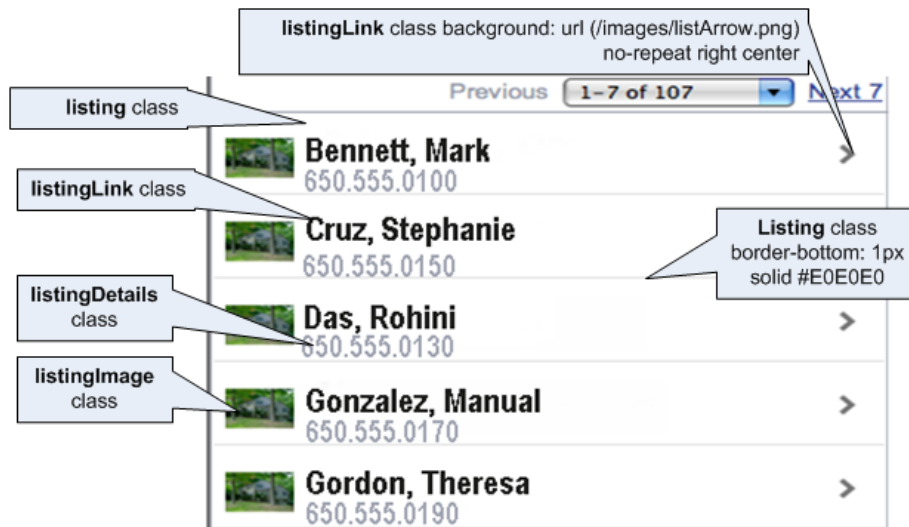 listingLink class background: url (/images/listArrow.png)
no-repeat right center
Previous 1-7 of 107 Next 7
listing class
Bennett, Mark
650.555.0100
listingLink class
Cruz, Stephanie
650.555.0150
Listing class
border-bottom: 1px
solid #E0E0E0
listingDetails
class
Das, Rohini
650.555.0130
listingImage
class
Gonzalez, Manual
650.555.0170
Gordon, Theresa
650.555.0190